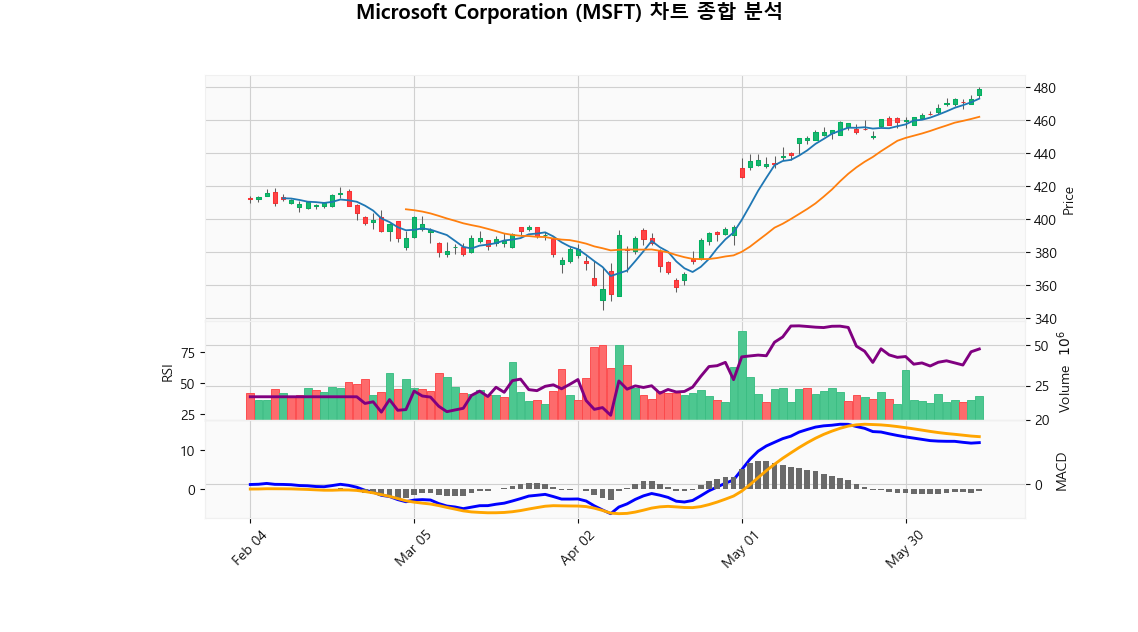 Microsoft Corporation (MSFT) 차트 종합 분석
480
460
440
420
400
380
360
340
Price
75
50
25
RSI
50
25
Volume 10^6
20
10
0
0
MACD
Feb 04
Mar 05
Apr 02
May 01
May 30